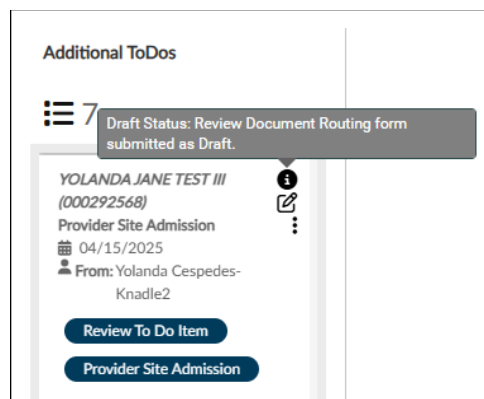 Additional ToDos
7
Draft Status: Review Document Routing form
submitted as Draft.
YOLANDA JANE TEST III
(000292568)
Provider Site Admission
04/15/2025
From: Yolanda Cespedes-
Knadle2
Review To Do Item
Provider Site Admission